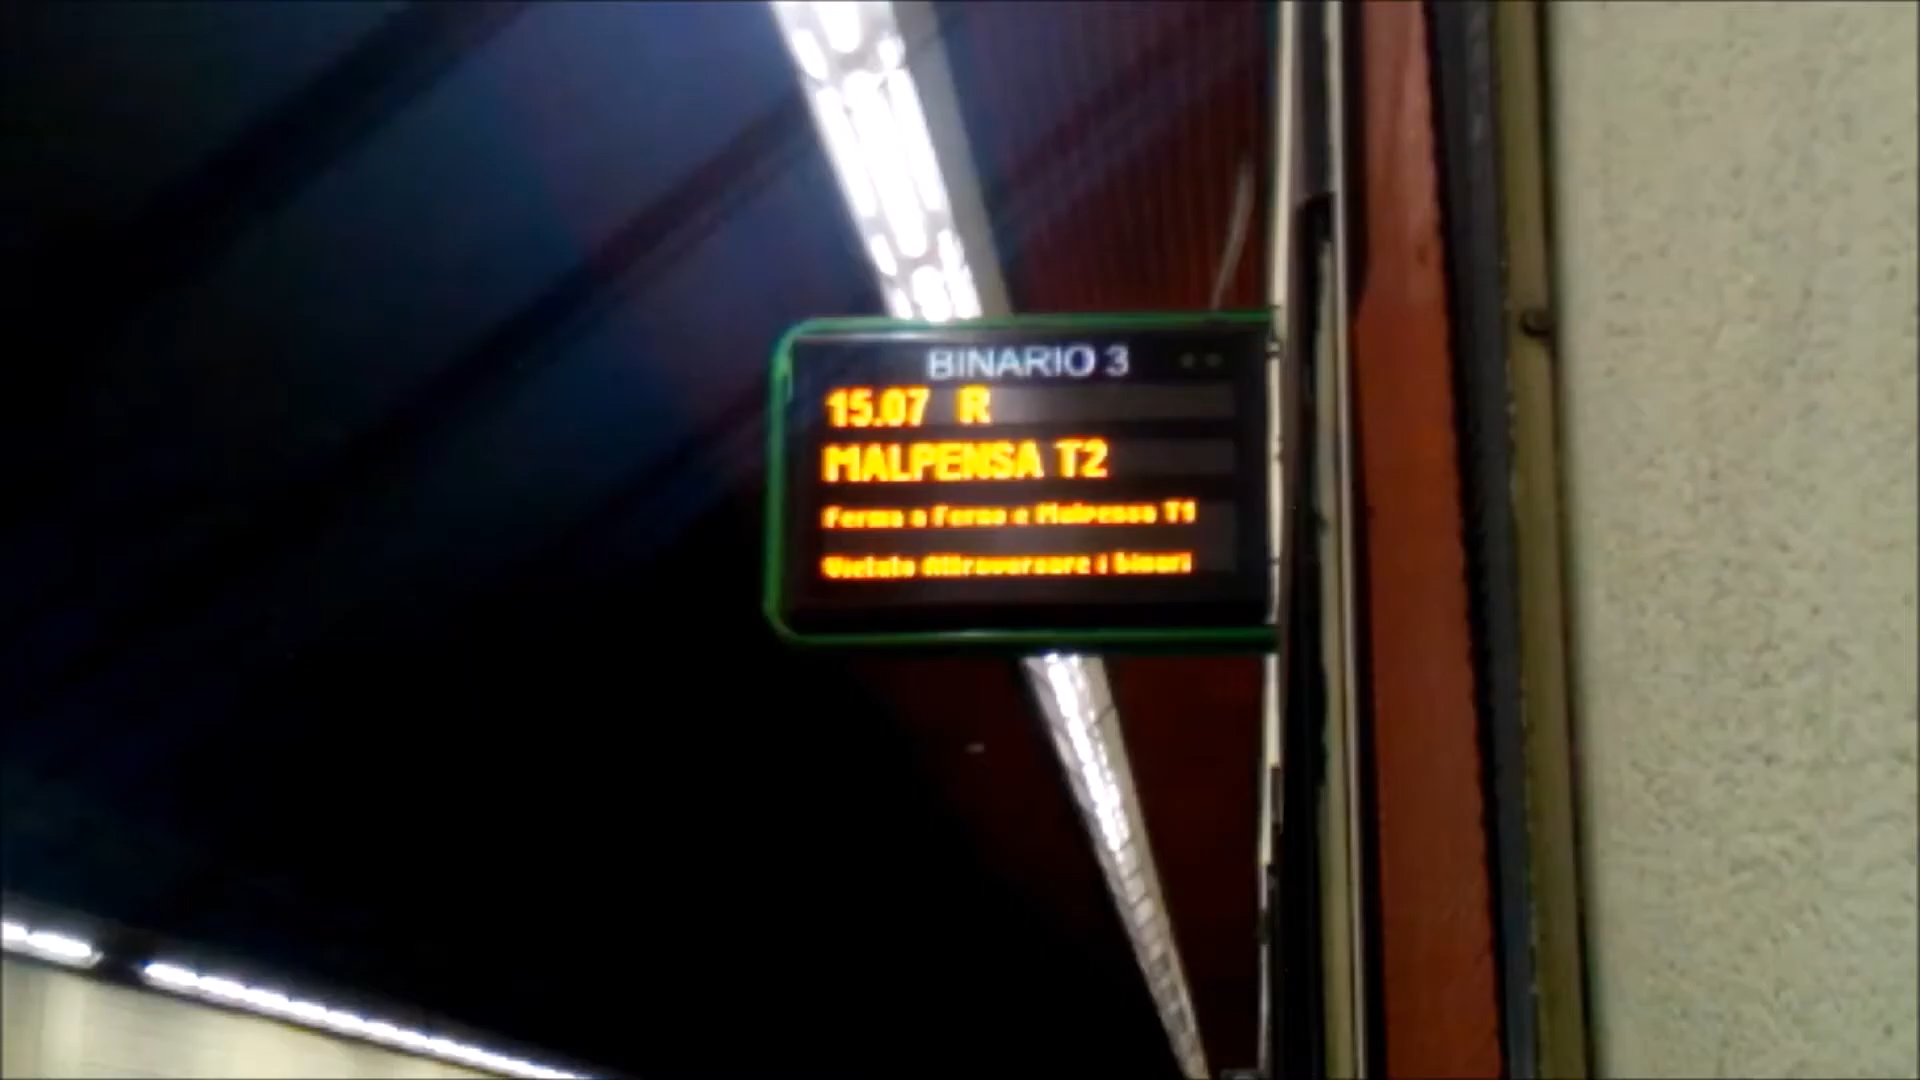 BINARIO 3
15.07 R
MALPENSA T2
Ferma a Ferno e Malpensa T1
Vietato Attraversare i binari